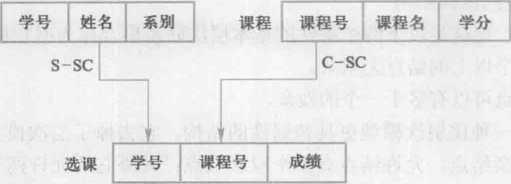 学号 姓名 系别 课程 课程号 课程名 学分
S-SC C-SC
选课 学号 课程号 成绩